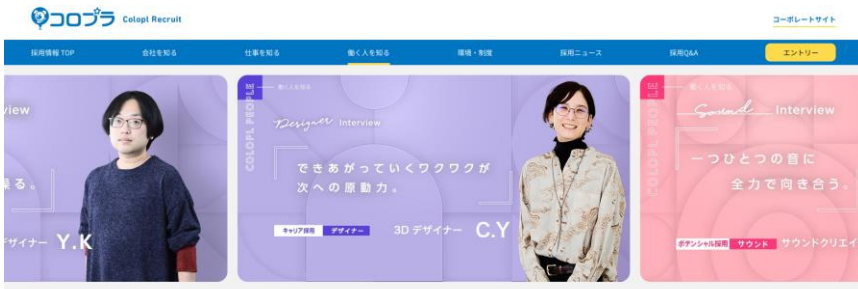 コロプラ Colopl Recruit
コーポレートサイト
採用情報 TOP
会社を知る
仕事を知る
働く人を知る
環境・制度
採用ニュース
採用Q&A
エントリー
view
る。
デザイナー Y.K
COLOPL PEOPLE
働く人を知る
Designer Interview
できあがっていくワクワクが
次への原動力。
キャリア採用 デザイナー 3D デザイナー C.Y
COLOPL PEOPLE
働く人を知る
Sound Interview
一つひとつの音に
全力で向き合う。
ポテンシャル採用 サウンド サウンドクリエイ